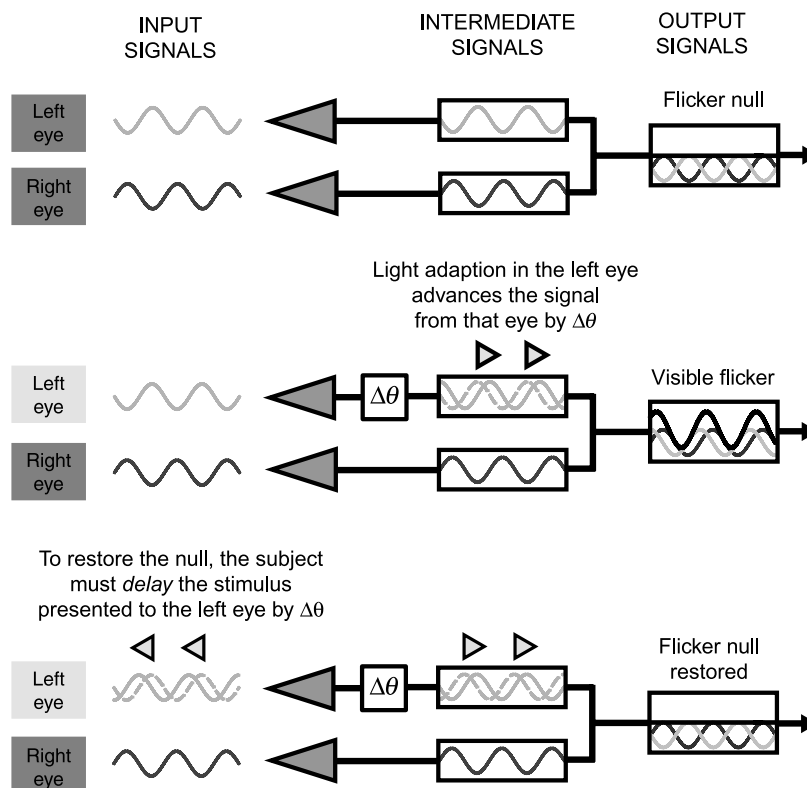 INPUT
SIGNALS
INTERMEDIATE
SIGNALS
OUTPUT
SIGNALS
Left
eye
Flicker null
Right
eye
Light adaption in the left eye
advances the signal
from that eye by Δθ
Left
eye
Δθ
Visible flicker
Right
eye
To restore the null, the subject
must delay the stimulus
presented to the left eye by Δθ
Left
eye
Δθ
Flicker null
restored
Right
eye